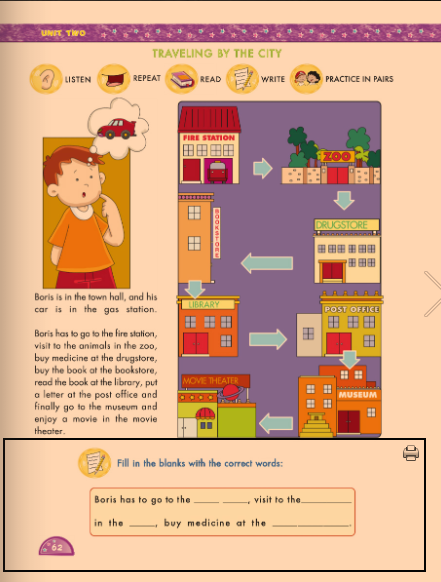 UNIT TWO
TRAVELING BY THE CITY
LISTEN REPEAT READ WRITE PRACTICE IN PAIRS
FIRE STATION
ZOO
BOOKSTORE
DRUGSTORE
LIBRARY
POST OFFICE
MOVIE THEATER
MUSEUM
Boris is in the town hall, and his
car is in the gas station.
Boris has to go to the fire station,
visit to the animals in the zoo,
buy medicine at the drugstore,
buy the book at the bookstore,
read the book at the library, put
a letter at the post office and
finally go to the museum and
enjoy a movie in the movie
theater.
Fill in the blanks with the correct words:
Boris has to go to the _____ _____, visit to the __________
in the _____, buy medicine at the _______________.
62